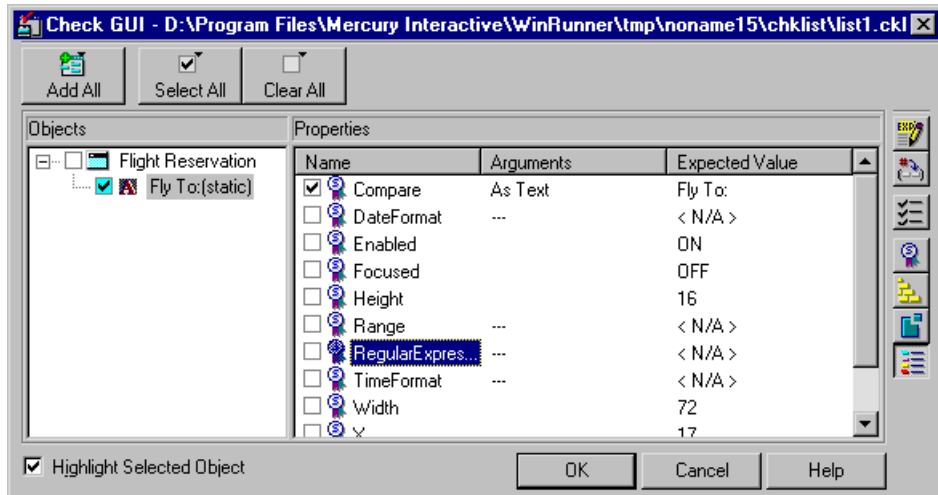 Check GUI - D:\Program Files\Mercury Interactive\WinRunner\tmp\noname15\chklist\list1.ckl
Add All Select All Clear All
Objects Properties
Flight Reservation
Fly To:(static)
Name Arguments Expected Value
Compare As Text Fly To:
DateFormat --- < N/A >
Enabled ON
Focused OFF
Height 16
Range --- < N/A >
RegularExpres... --- < N/A >
TimeFormat --- < N/A >
Width 72
X 17
Highlight Selected Object
OK Cancel Help